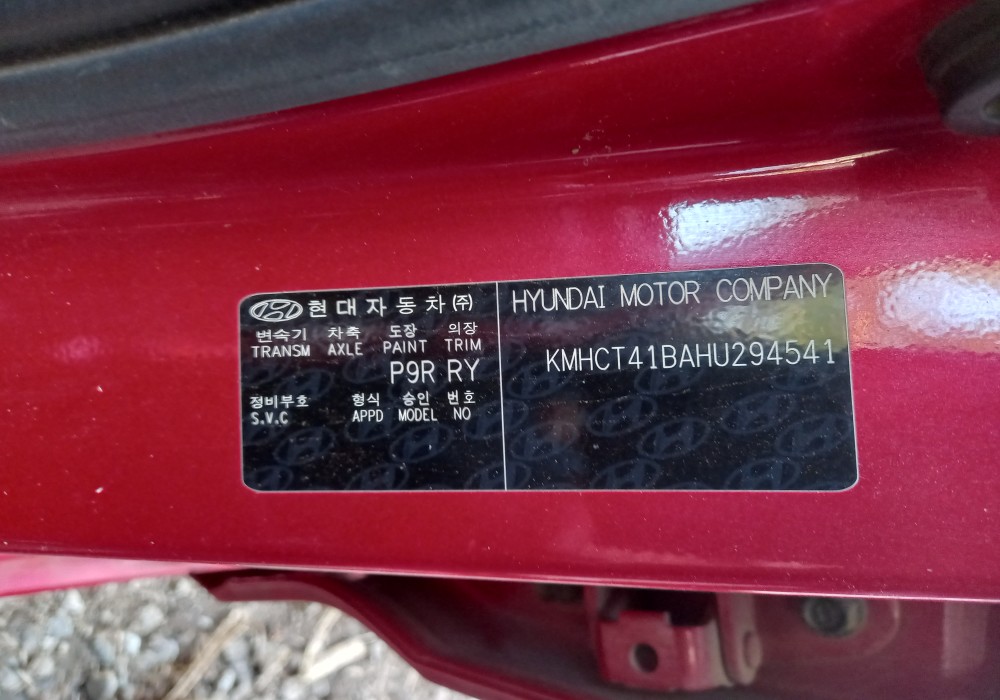 현대자동차(주)
변속기 차축 도장 의장
TRANSM AXLE PAINT TRIM
P9R RY
정비부호 형식 승인 번호
S.V.C APPD MODEL NO
HYUNDAI MOTOR COMPANY
KMHCT41BAHU294541